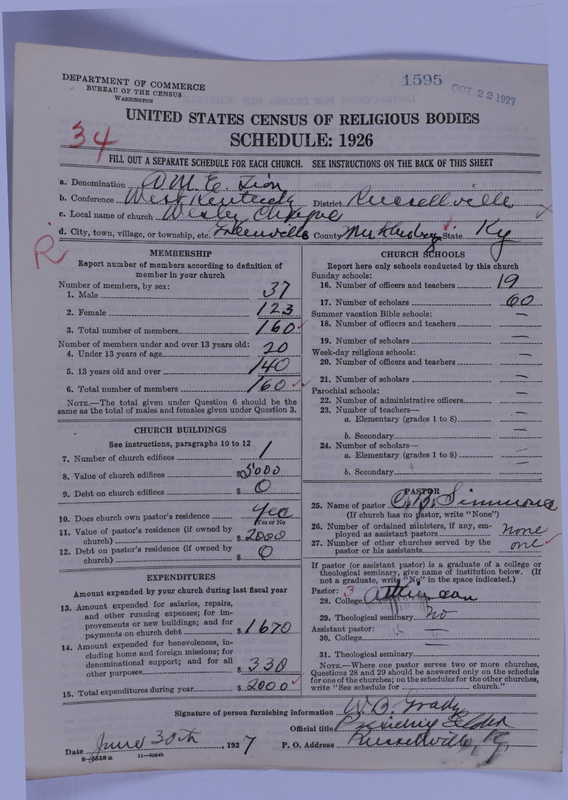 1595
OCT 22 1927
DEPARTMENT OF COMMERCE
BUREAU OF THE CENSUS
WASHINGTON
UNITED STATES CENSUS OF RELIGIOUS BODIES
SCHEDULE: 1926
34
FILL OUT A SEPARATE SCHEDULE FOR EACH CHURCH. SEE INSTRUCTIONS ON THE BACK OF THIS SHEET
a. Denomination A. M. E. Zion
b. Conference West Kentucky District Russellville
c. Local name of church Wesley
d. City, town, village, or township, etc. Greenville County State Ky
R
MEMBERSHIP
Report number of members according to definition of
member in your church
Number of members, by sex:
1. Male 37
2. Female 123
3. Total number of members 160
Number of members under and over 13 years old:
4. Under 13 years of age 20
5. 13 years old and over 140
6. Total number of members 160
NOTE.—The total given under Question 6 should be the
same as the total of males and females given under Question 3.
CHURCH BUILDINGS
See instructions, paragraphs 10 to 12
7. Number of church edifices 1
8. Value of church edifices $5000
9. Debt on church edifices $ 0
10. Does church own pastor's residence Yes
Yes or No
11. Value of pastor's residence (if owned by
church) $ 2000
12. Debt on pastor's residence (if owned by
church) $ 0
EXPENDITURES
Amount expended by your church during last fiscal year
13. Amount expended for salaries, repairs,
and other running expenses; for im-
provements or new buildings; and for
payments on church debt $ 1670
14. Amount expended for benevolences, in-
cluding home and foreign missions; for
denominational support; and for all
other purposes $ 330
15. Total expenditures during year $ 2000
CHURCH SCHOOLS
Report here only schools conducted by this church
Sunday schools:
16. Number of officers and teachers 19
17. Number of scholars 60
Summer vacation Bible schools:
18. Number of officers and teachers —
19. Number of scholars —
Week-day religious schools:
20. Number of officers and teachers —
21. Number of scholars —
Parochial schools:
22. Number of administrative officers —
23. Number of teachers—
a. Elementary (grades 1 to 8) —
b. Secondary —
24. Number of scholars—
a. Elementary (grades 1 to 8) —
b. Secondary —
PASTOR
25. Name of pastor Simmons
(If church has no pastor, write "None")
26. Number of ordained ministers, if any, em-
ployed as assistant pastors none
27. Number of other churches served by the
pastor or his assistants one
If pastor (or assistant pastor) is a graduate of a college or
theological seminary, give name of institution below. (If
not a graduate, write "No" in the space indicated.)
Pastor: 3
28. College
29. Theological seminary No
Assistant pastor:
30. College —
31. Theological seminary —
NOTE.—Where one pastor serves two or more churches,
Questions 28 and 29 should be answered only on the schedule
for one of the churches; on the schedules for the other churches,
write "See schedule for church."
Signature of person furnishing information W. B.
Official title Presiding Elder
Date June 30th, 1927 P. O. Address Russellville, Ky.